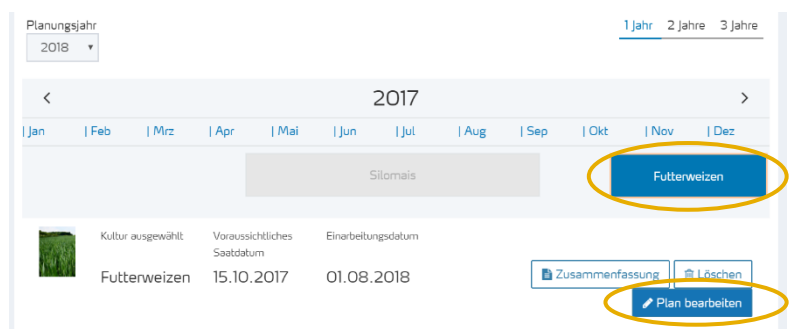 Planungsjahr
1 Jahr 2 Jahre 3 Jahre
2018
2017
| Jan | Feb | Mrz | Apr | Mai | Jun | Jul | Aug | Sep | Okt | Nov | Dez
Silomais
Futterweizen
Kultur ausgewählt
Voraussichtliches
Saatdatum
Einarbeitungsdatum
Futterweizen 15.10.2017 01.08.2018
Zusammenfassung Löschen
Plan bearbeiten